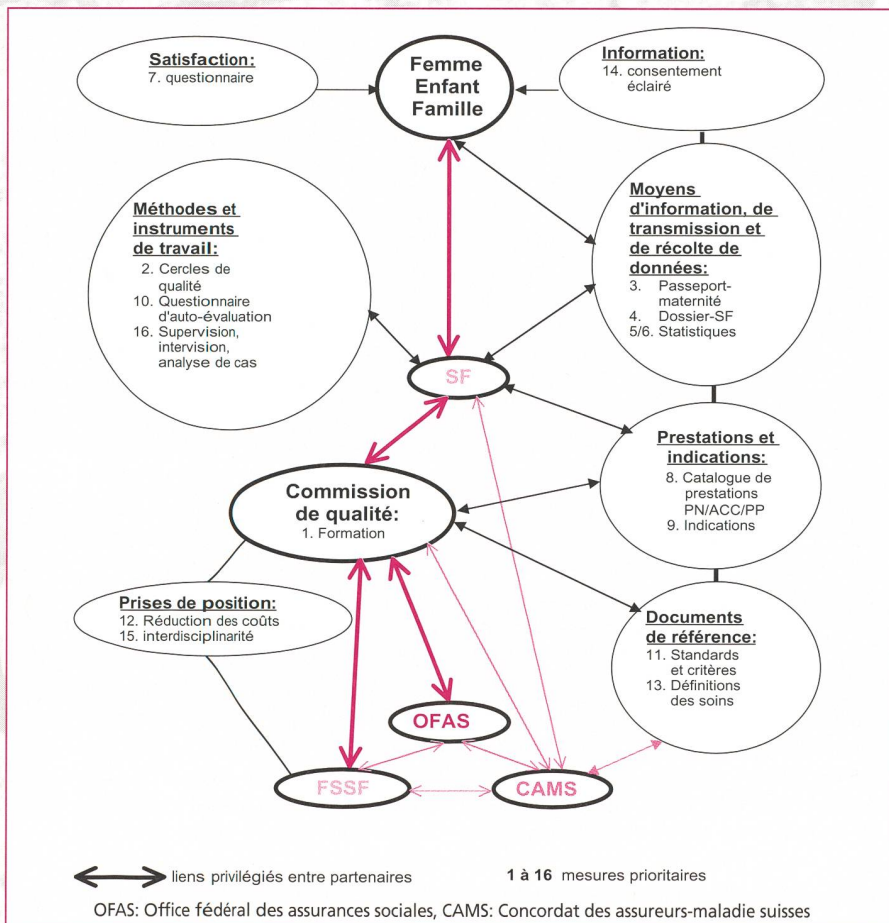 Satisfaction:
7. questionnaire
Femme
Enfant
Famille
Information:
14. consentement
éclairé
Méthodes et
instruments
de travail:
2. Cercles de
qualité
10. Questionnaire
d'auto-évaluation
16. Supervision,
intervision,
analyse de cas
Moyens
d'information, de
transmission et
de récolte de
données:
3. Passeport-
maternité
4. Dossier-SF
5/6. Statistiques
SF
Commission
de qualité:
1. Formation
Prestations et
indications:
8. Catalogue de
prestations
PN/ACC/PP
9. Indications
Prises de position:
12. Réduction des coûts
15. interdisciplinarité
Documents
de référence:
11. Standards
et critères
13. Définitions
des soins
OFAS
FSSF
CAMS
liens privilégiés entre partenaires
1 à 16 mesures prioritaires
OFAS: Office fédéral des assurances sociales, CAMS: Concordat des assureurs-maladie suisses